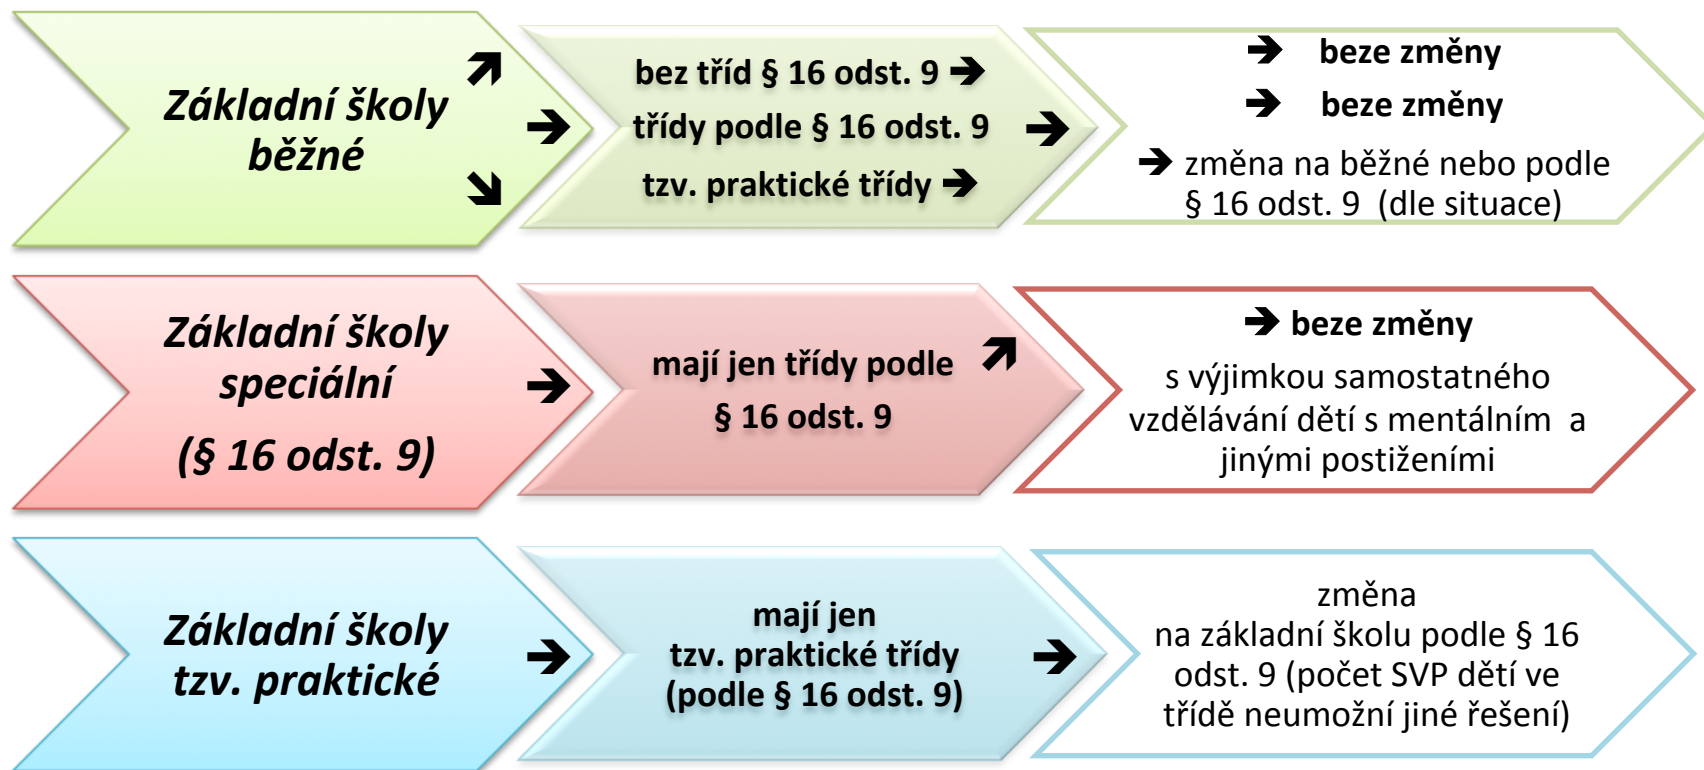 Základní školy
běžné
bez tříd § 16 odst. 9 ➔
třídy podle § 16 odst. 9
tzv. praktické třídy ➔
➔ beze změny
➔ beze změny
➔ změna na běžné nebo podle
§ 16 odst. 9 (dle situace)
Základní školy
speciální
(§ 16 odst. 9)
mají jen třídy podle
§ 16 odst. 9
➔ beze změny
s výjimkou samostatného
vzdělávání dětí s mentálním a
jinými postiženími
Základní školy
tzv. praktické
mají jen
tzv. praktické třídy
(podle § 16 odst. 9)
změna
na základní školu podle § 16
odst. 9 (počet SVP dětí ve
třídě neumožní jiné řešení)